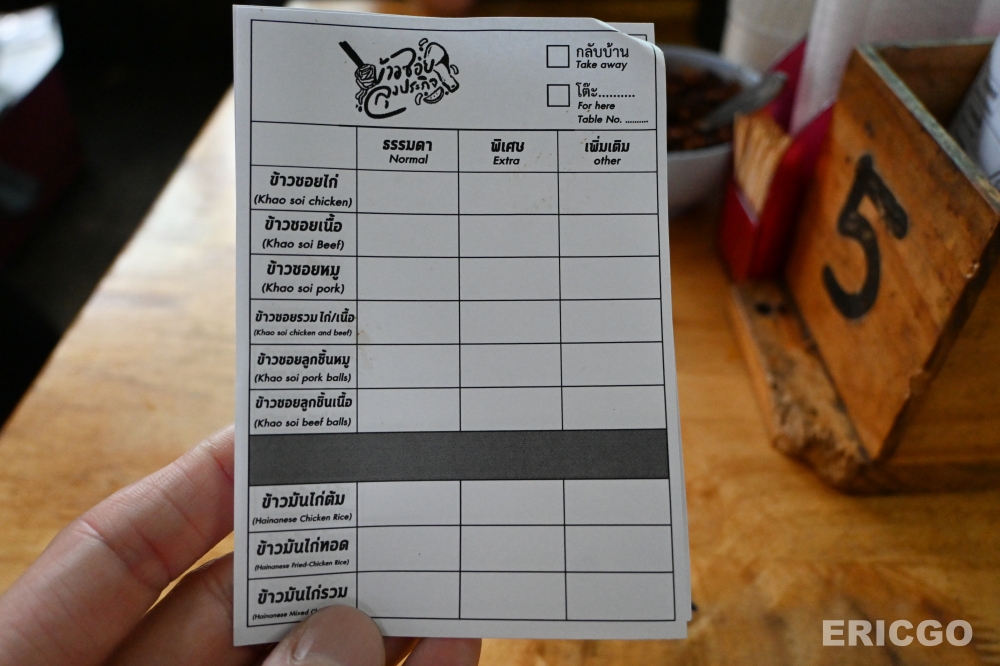 ข้าวซอย
ลุงประกิจ
กลับบ้าน
Take away
โต๊ะ..........
For here
Table No. .........
ธรรมดา พิเศษ เพิ่มเติม
Normal Extra other
ข้าวซอยไก่
(Khao soi chicken)
ข้าวซอยเนื้อ
(Khao soi Beef)
ข้าวซอยหมู
(Khao soi pork)
ข้าวซอยรวมไก่/เนื้อ
(Khao soi chicken and beef)
ข้าวซอยลูกชิ้นหมู
(Khao soi pork balls)
ข้าวซอยลูกชิ้นเนื้อ
(Khao soi beef balls)
ข้าวมันไก่ต้ม
(Hainanese Chicken Rice)
ข้าวมันไก่ทอด
(Hainanese Fried-Chicken Rice)
ข้าวมันไก่รวม
(Hainanese Mixed
5
ERICGO